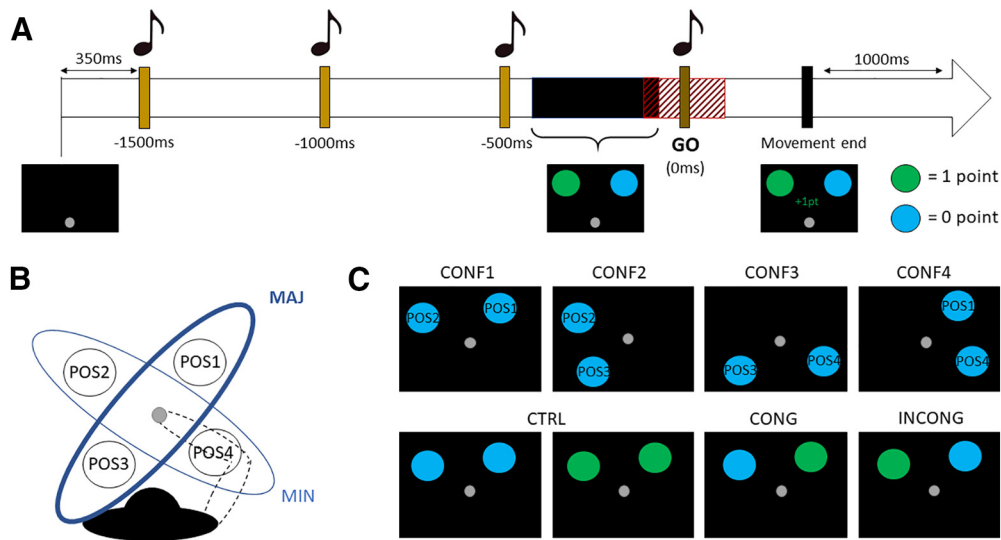 A
350ms
1000ms
-1500ms
-1000ms
-500ms
GO
(0ms)
Movement end
+1pt
= 1 point
= 0 point
B
MAJ
POS1
POS2
POS3
POS4
MIN
C
CONF1 CONF2 CONF3 CONF4
POS2 POS1
POS2
POS3
POS3 POS4
POS1
POS4
CTRL CONG INCONG